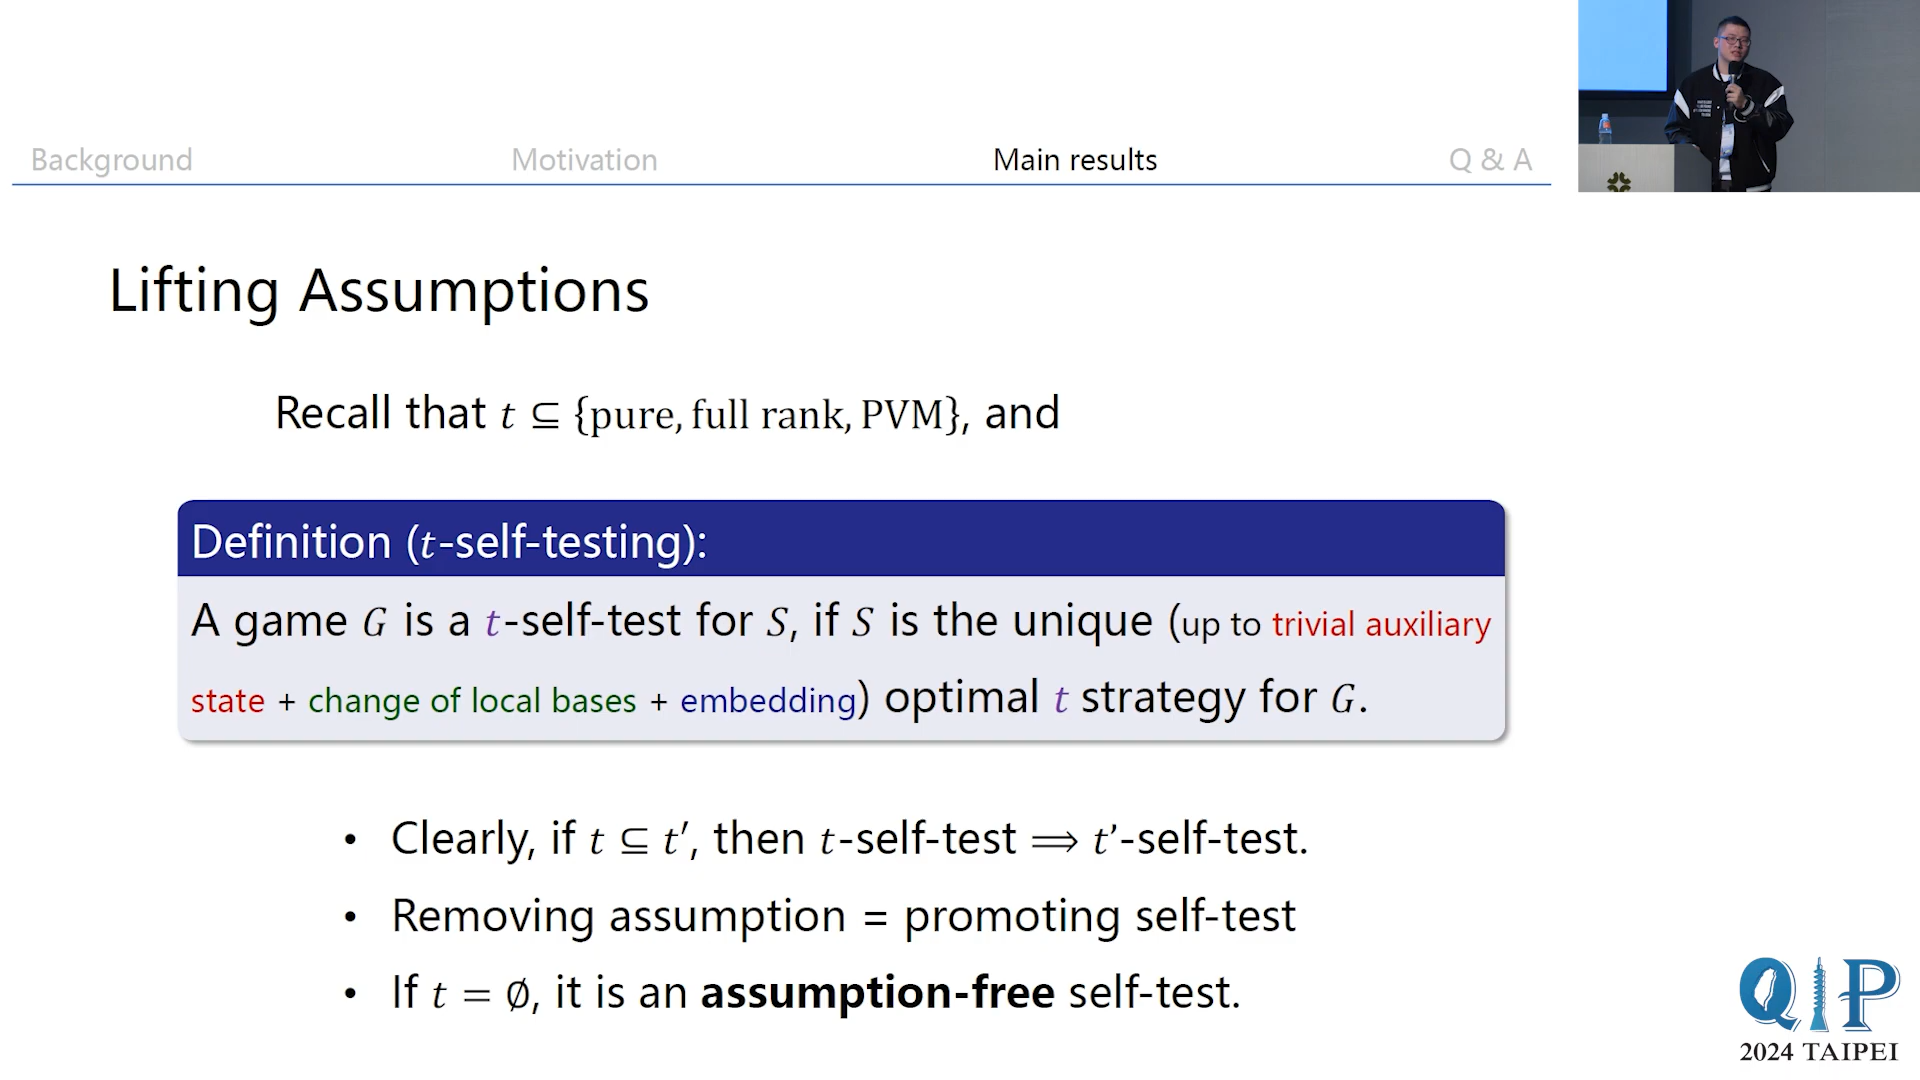 Background Motivation Main results Q & A
Lifting Assumptions
Recall that t ⊆ {pure, full rank, PVM}, and
Definition (t-self-testing):
A game G is a t-self-test for S, if S is the unique (up to trivial auxiliary
state + change of local bases + embedding) optimal t strategy for G.
• Clearly, if t ⊆ t′, then t-self-test ⟹ t’-self-test.
• Removing assumption = promoting self-test
• If t = ∅, it is an assumption-free self-test.
QIP
2024 TAIPEI